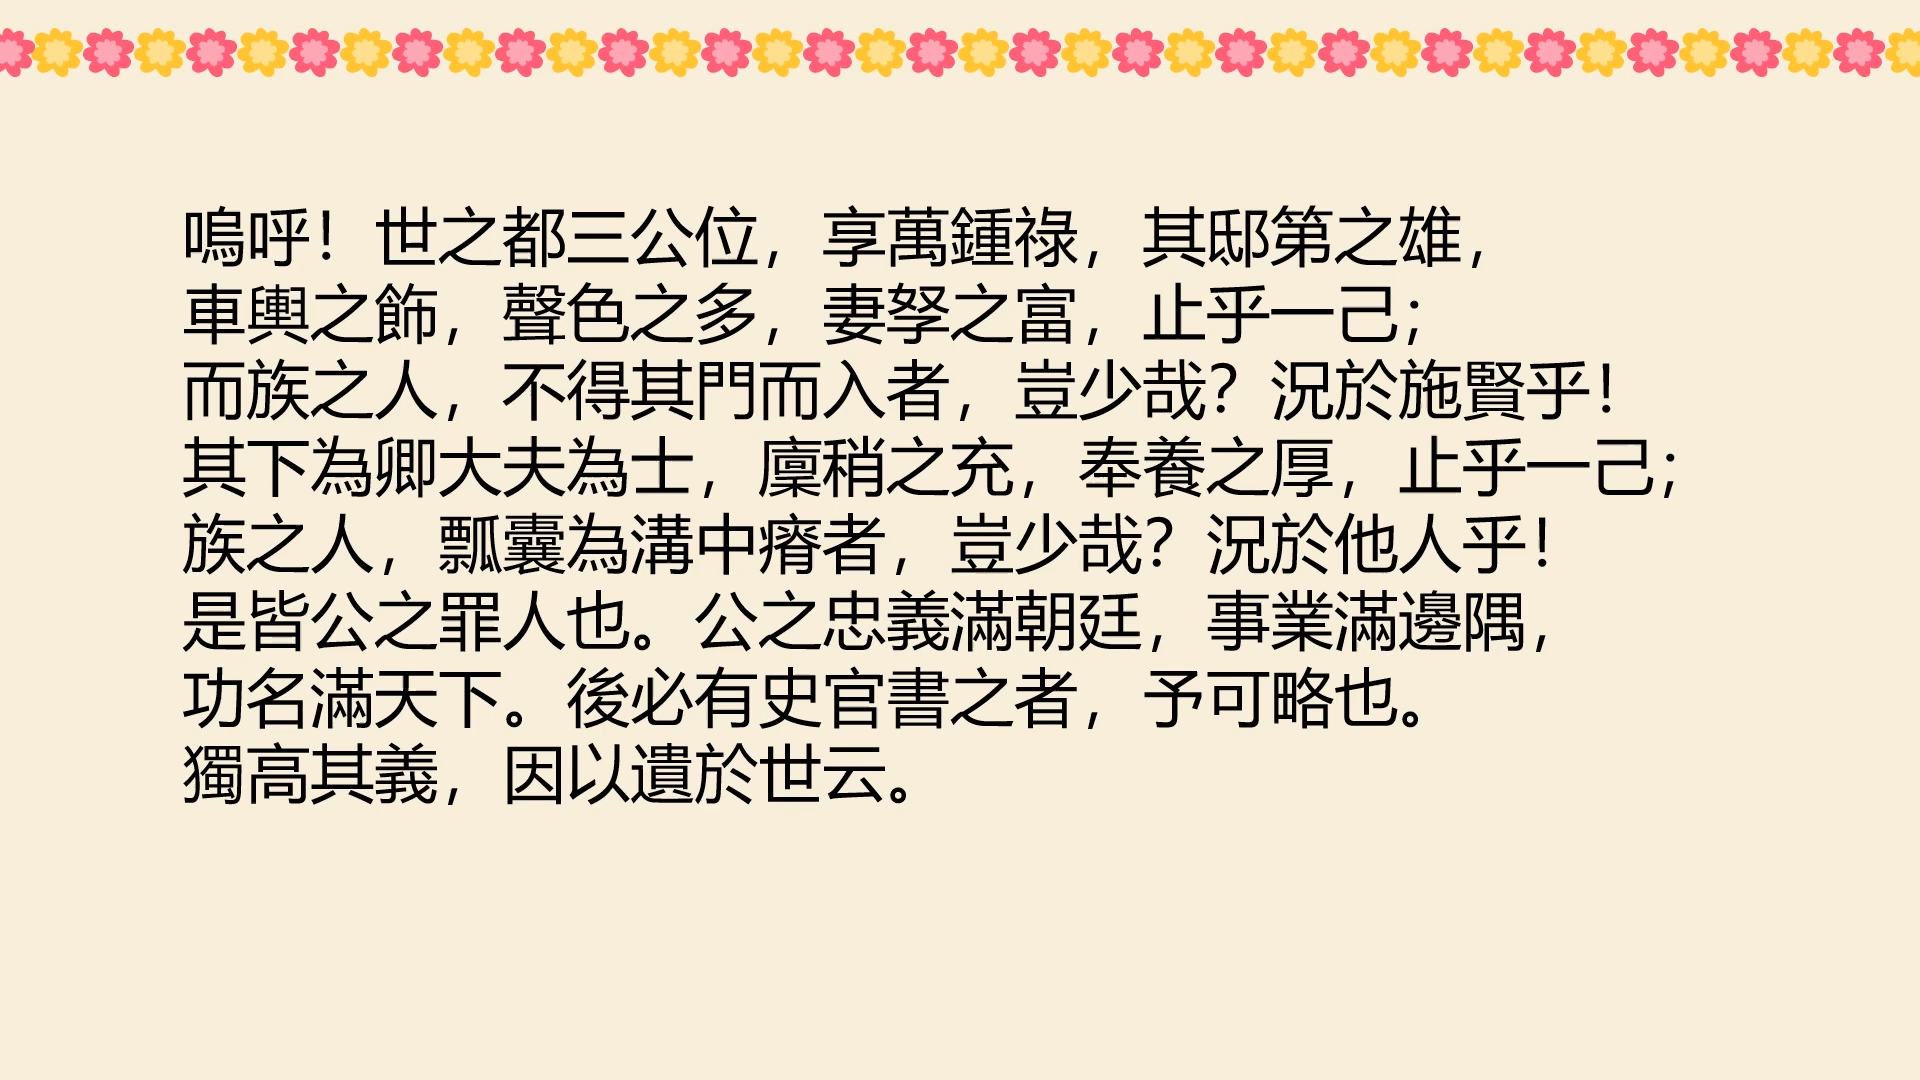 嗚呼！世之都三公位，享萬鍾祿，其邸第之雄，
車輿之飾，聲色之多，妻孥之富，止乎一己；
而族之人，不得其門而入者，豈少哉？況於施賢乎！
其下為卿大夫為士，廩稍之充，奉養之厚，止乎一己；
族之人，瓢囊為溝中瘠者，豈少哉？況於他人乎！
是皆公之罪人也。公之忠義滿朝廷，事業滿邊隅，
功名滿天下。後必有史官書之者，予可略也。
獨高其義，因以遺於世云。